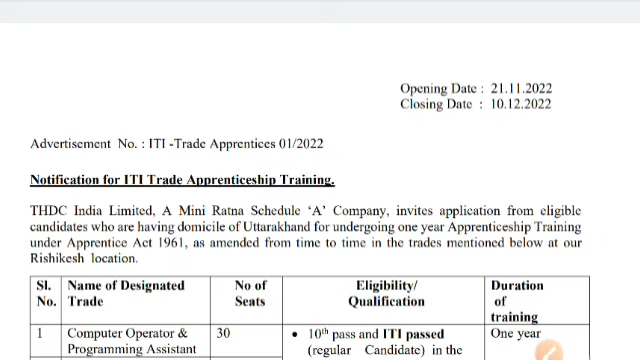 Opening Date : 21.11.2022
Closing Date : 10.12.2022
Advertisement No. : ITI -Trade Apprentices 01/2022
Notification for ITI Trade Apprenticeship Training.
THDC India Limited, A Mini Ratna Schedule ‘A’ Company, invites application from eligible
candidates who are having domicile of Uttarakhand for undergoing one year Apprenticeship Training
under Apprentice Act 1961, as amended from time to time in the trades mentioned below at our
Rishikesh location.
Sl. Name of Designated No of Eligibility/ Duration
No. Trade Seats Qualification of
training
1 Computer Operator & 30 • 10th pass and ITI passed One year
Programming Assistant (regular Candidate) in the